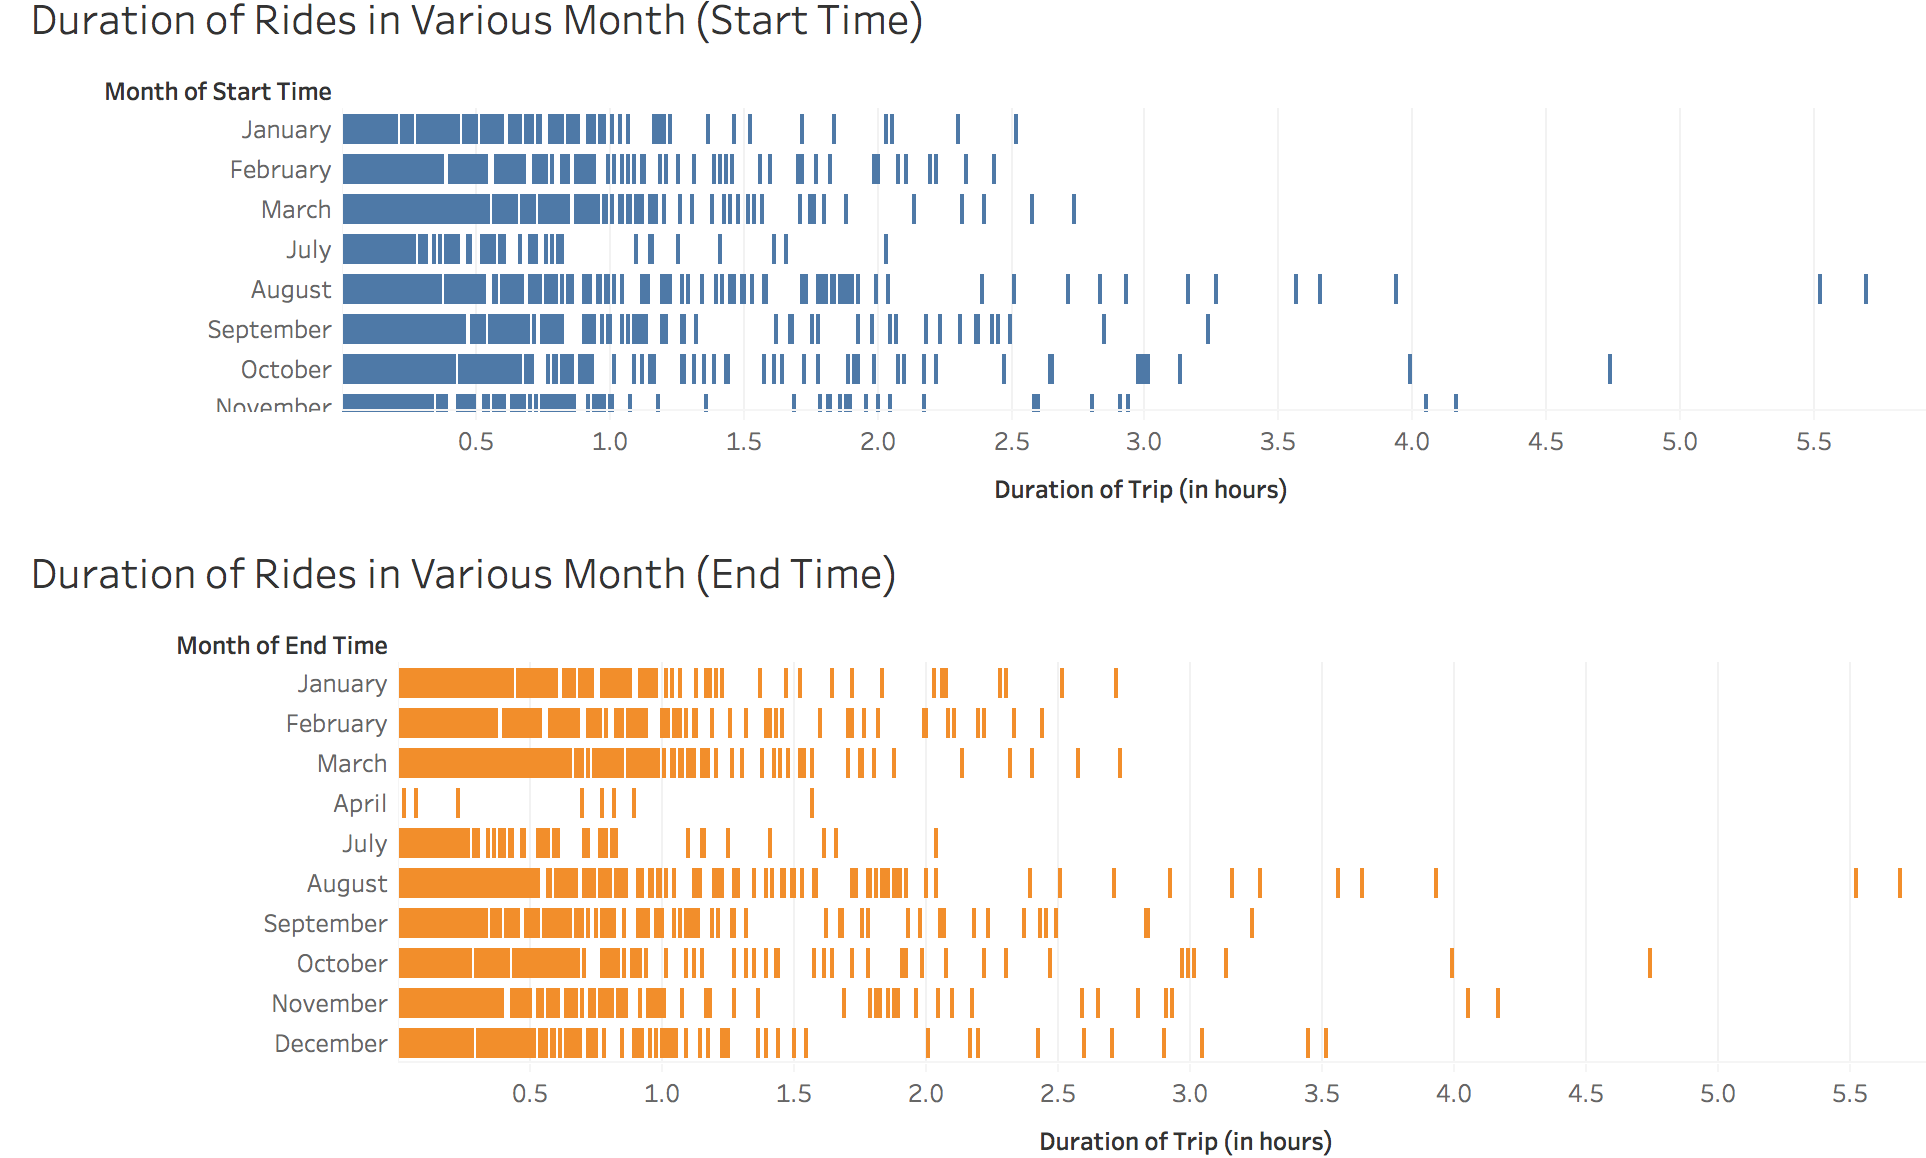 Duration of Rides in Various Month (Start Time)
Month of Start Time
January
February
March
July
August
September
October
November
0.5 1.0 1.5 2.0 2.5 3.0 3.5 4.0 4.5 5.0 5.5
Duration of Trip (in hours)
Duration of Rides in Various Month (End Time)
Month of End Time
January
February
March
April
July
August
September
October
November
December
0.5 1.0 1.5 2.0 2.5 3.0 3.5 4.0 4.5 5.0 5.5
Duration of Trip (in hours)